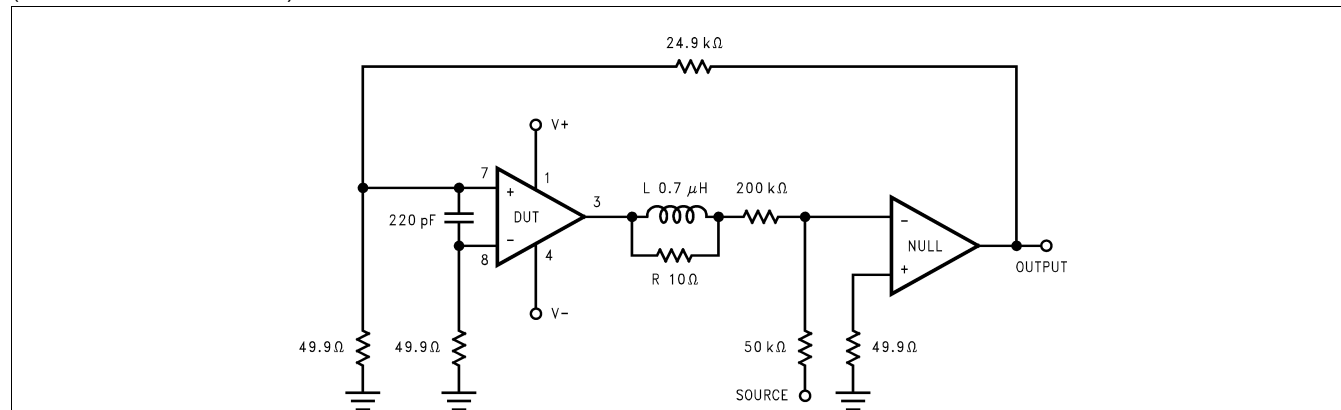 24.9 kΩ
V+
7
1
+
3
L 0.7 μH
200 kΩ
220 pF
DUT
−
−
NULL
8
4
+
OUTPUT
R 10Ω
V−
49.9Ω
49.9Ω
50 kΩ
49.9Ω
SOURCE